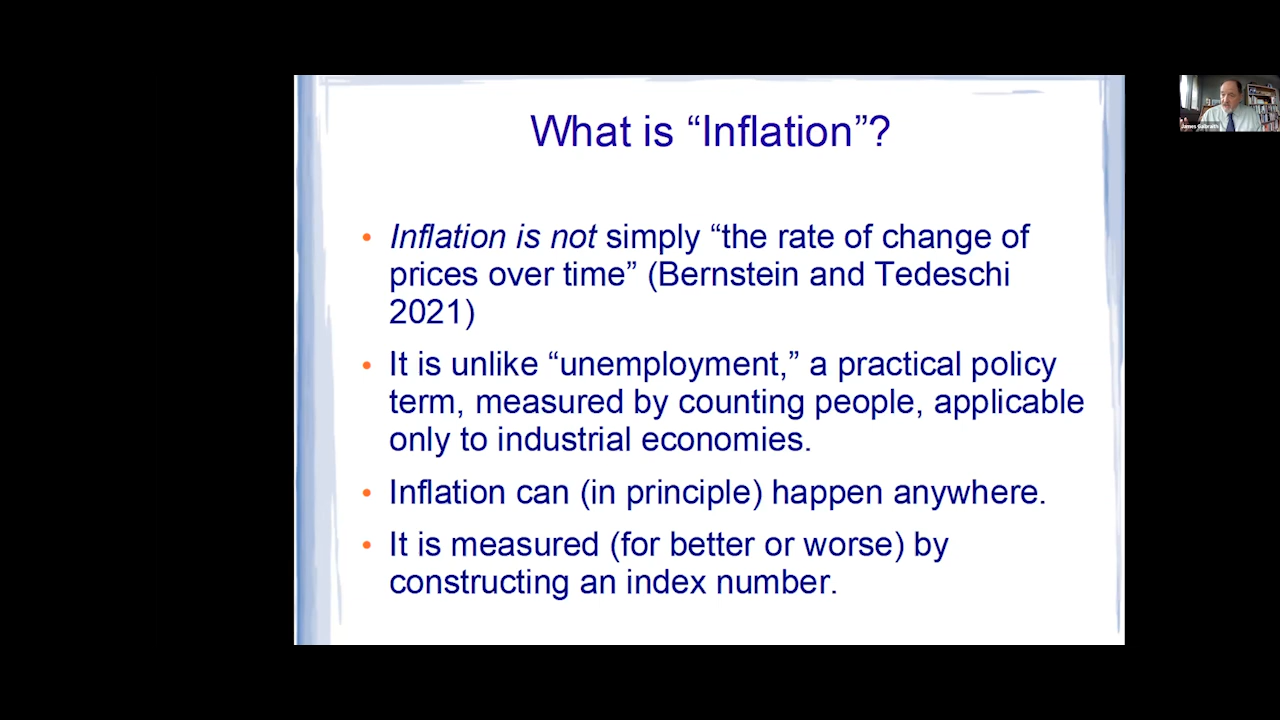 What is “Inflation”?
James Galbraith
Inflation is not simply “the rate of change of
prices over time” (Bernstein and Tedeschi
2021)
It is unlike “unemployment,” a practical policy
term, measured by counting people, applicable
only to industrial economies.
Inflation can (in principle) happen anywhere.
It is measured (for better or worse) by
constructing an index number.